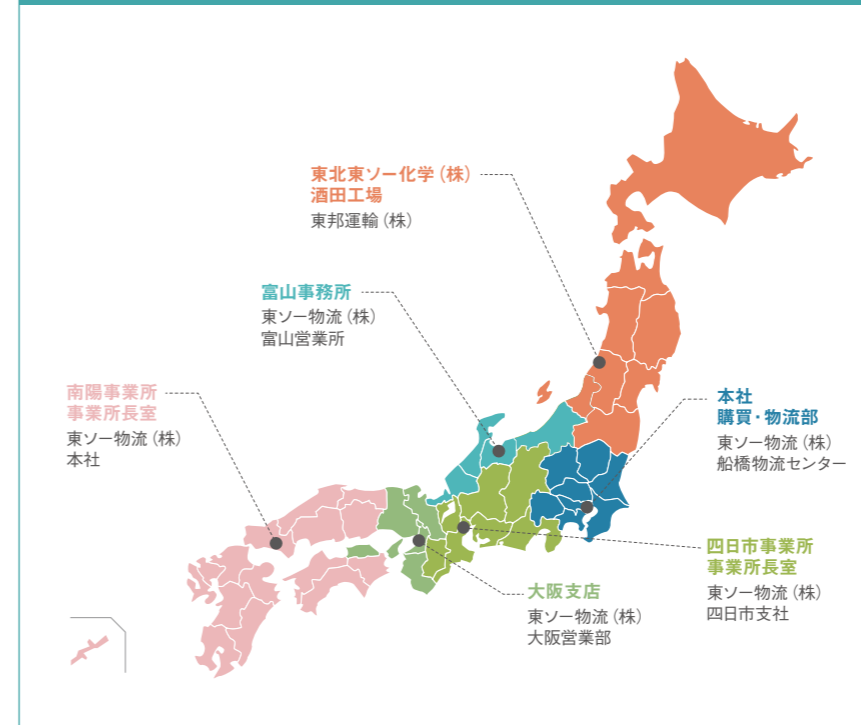 東北東ソー化学（株）
酒田工場
東邦運輸（株）
富山事務所
東ソー物流（株）
富山営業所
南陽事業所
事業所長室
東ソー物流（株）
本社
本社
購買・物流部
東ソー物流（株）
船橋物流センター
四日市事業所
事業所長室
東ソー物流（株）
四日市支社
大阪支店
東ソー物流（株）
大阪営業部